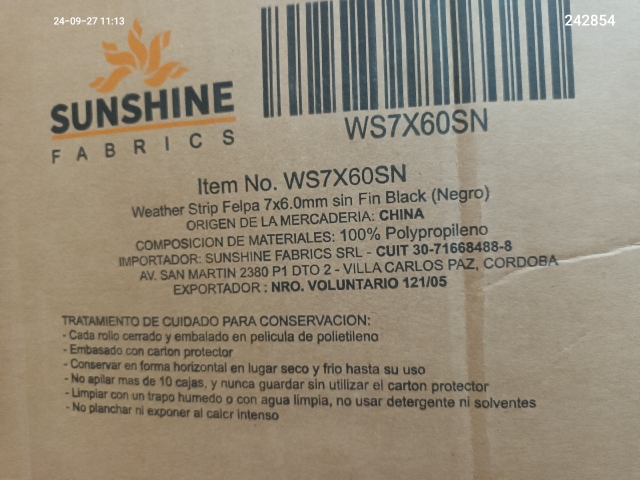 24-09-27 11:13
242854
SUNSHINE
FABRICS
WS7X60SN
Item No. WS7X60SN
Weather Strip Felpa 7x6.0mm sin Fin Black (Negro)
ORIGEN DE LA MERCADERIA: CHINA
COMPOSICION DE MATERIALES: 100% Polypropileno
IMPORTADOR: SUNSHINE FABRICS SRL - CUIT 30-71668488-8
AV. SAN MARTIN 2380 P1 DTO 2 - VILLA CARLOS PAZ, CORDOBA
EXPORTADOR : NRO. VOLUNTARIO 121/05
TRATAMIENTO DE CUIDADO PARA CONSERVACION:
- Cada rollo cerrado y embalado en pelicula de polietileno
- Embasado con carton protector
- Conservar en forma horizontal en lugar seco y frio hasta su uso
- No apilar mas de 10 cajas, y nunca guardar sin utilizar el carton protector
- Limpiar con un trapo humedo o con agua limpia, no usar detergente ni solventes
- No planchar ni exponer al calor intenso